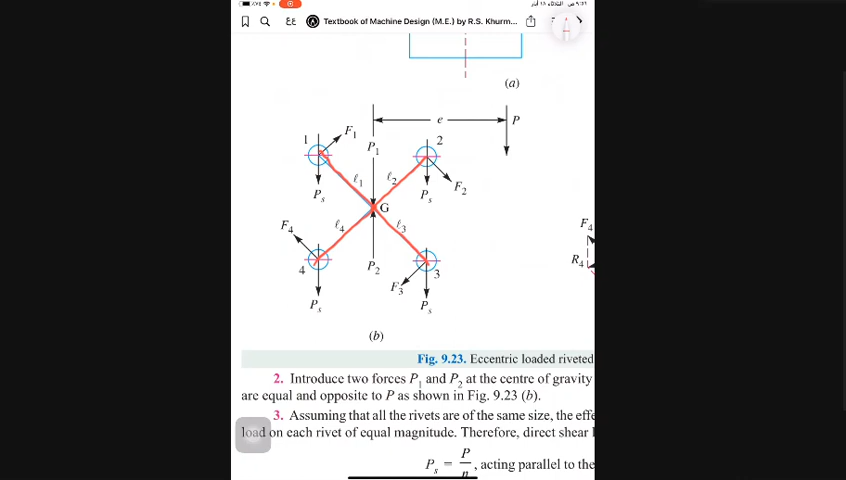 Textbook of Machine Design (M.E.) by R.S. Khurm...
(a)
e
P
1
F₁
P₁
2
Pₛ
ℓ₁
ℓ₂
Pₛ
F₂
G
F₄
ℓ₄
ℓ₃
F₄
4
P₂
F₃
3
R₄
Pₛ
Pₛ
(b)
Fig. 9.23. Eccentric loaded riveted
2. Introduce two forces P₁ and P₂ at the centre of gravity
are equal and opposite to P as shown in Fig. 9.23 (b).
3. Assuming that all the rivets are of the same size, the effe
load on each rivet of equal magnitude. Therefore, direct shear l
Pₛ = P/n, acting parallel to the